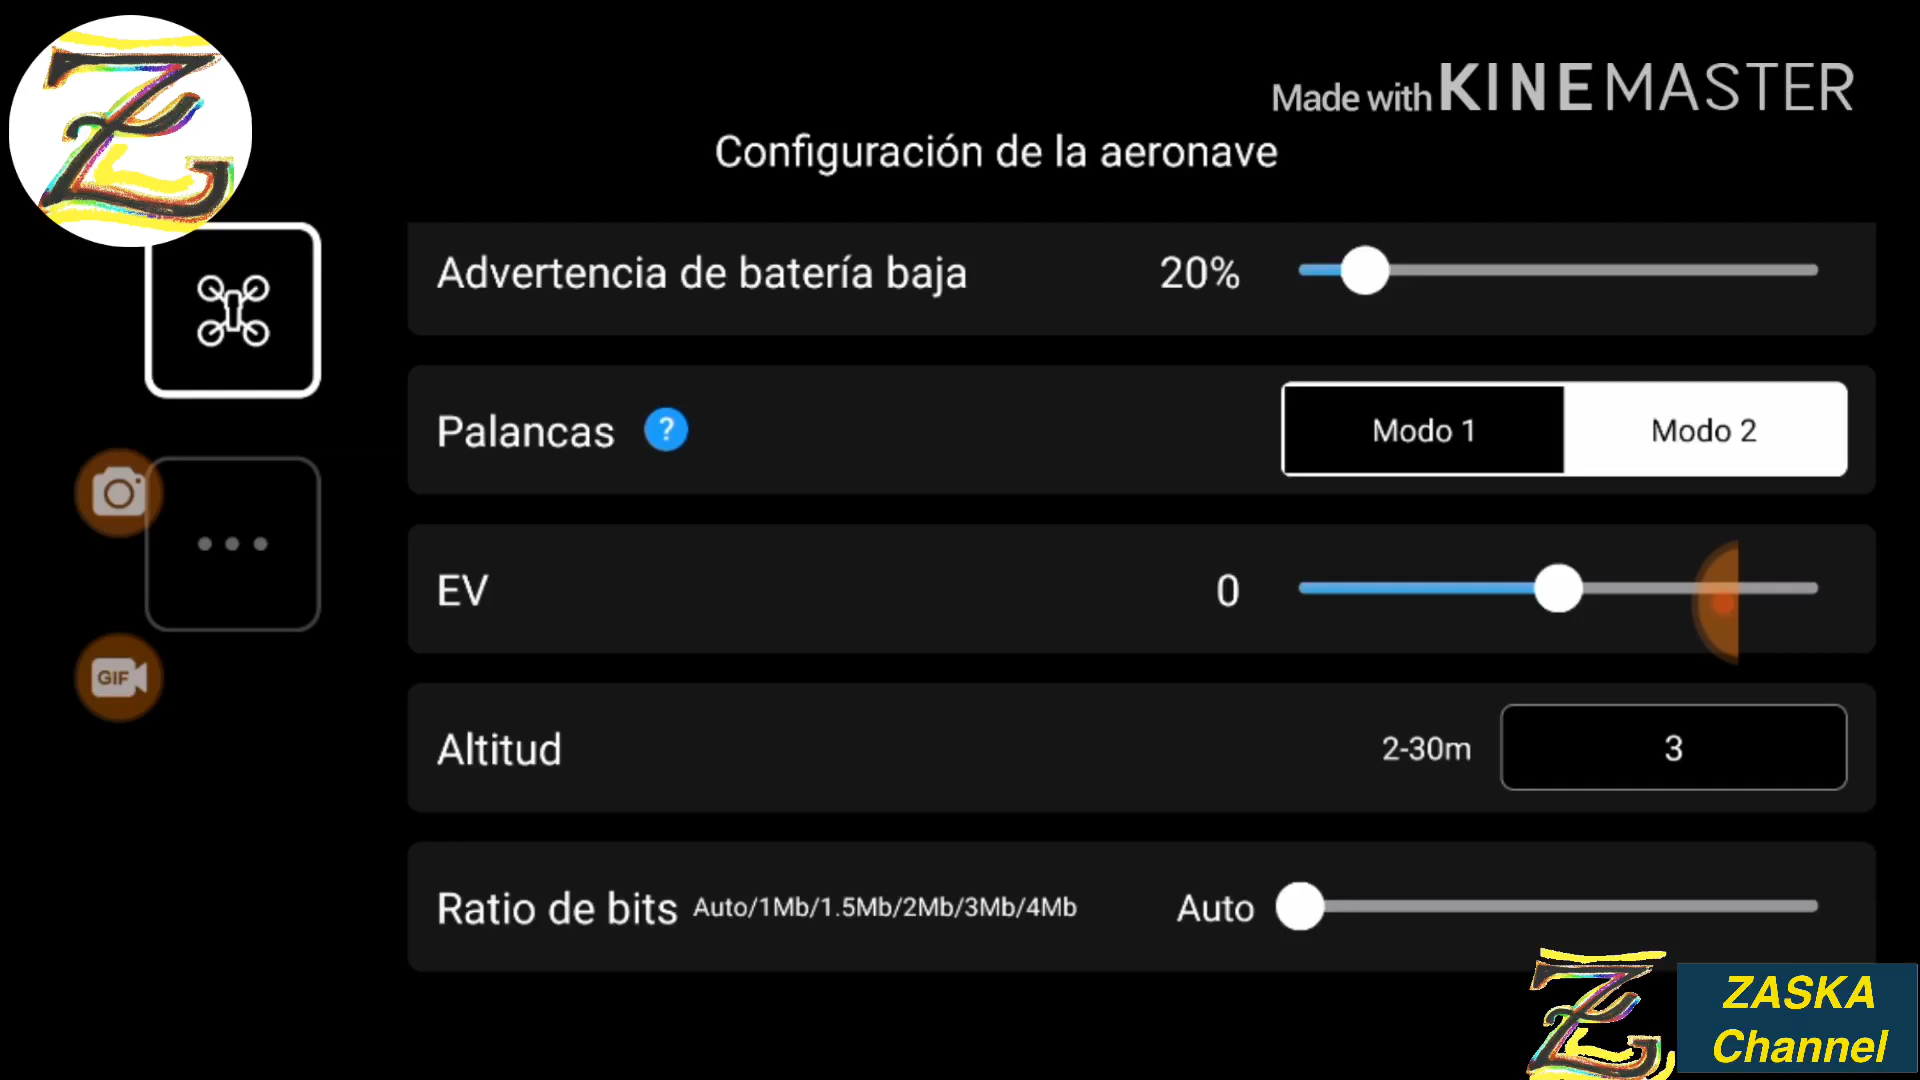 Made with KINEMASTER
Configuración de la aeronave
Advertencia de batería baja 20%
Palancas ? Modo 1 Modo 2
EV 0
GIF
Altitud 2-30m 3
Ratio de bits Auto/1Mb/1.5Mb/2Mb/3Mb/4Mb Auto
ZASKA
Channel